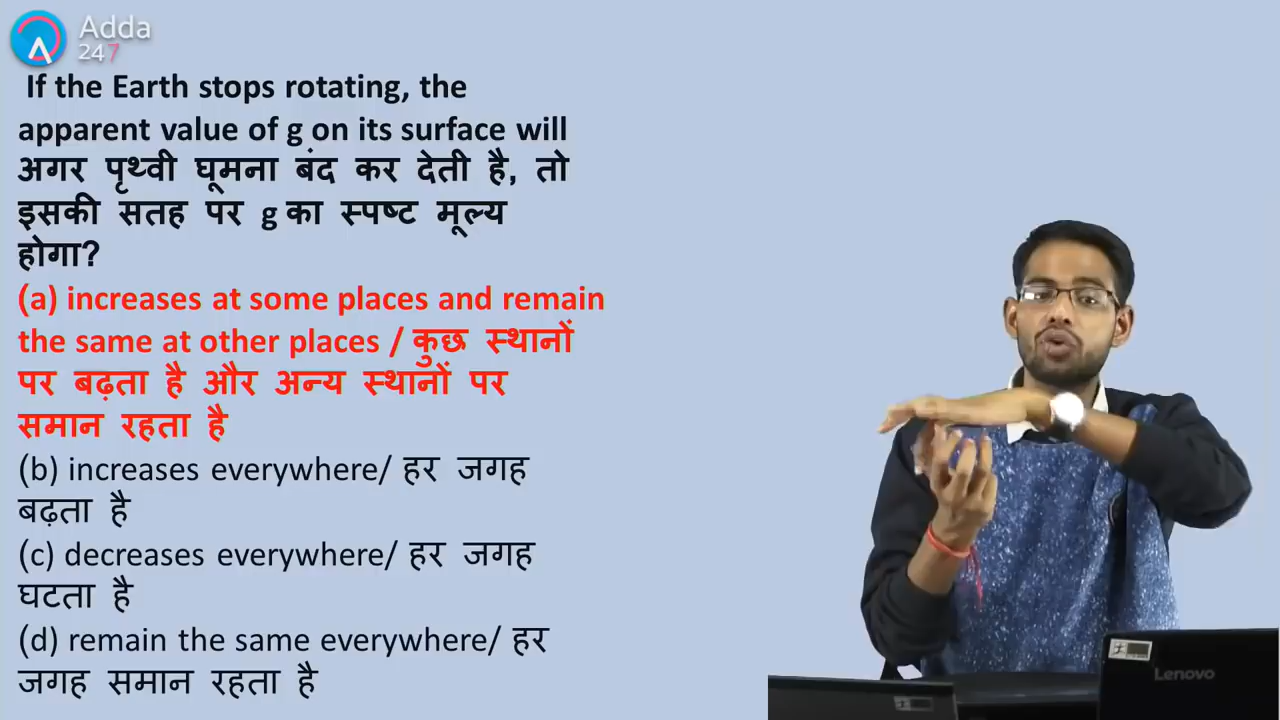 Adda
247
If the Earth stops rotating, the
apparent value of g on its surface will
अगर पृथ्वी घूमना बंद कर देती है, तो
इसकी सतह पर g का स्पष्ट मूल्य
होगा?
(a) increases at some places and remain
the same at other places / कुछ स्थानों
पर बढ़ता है और अन्य स्थानों पर
समान रहता है
(b) increases everywhere/ हर जगह
बढ़ता है
(c) decreases everywhere/ हर जगह
घटता है
(d) remain the same everywhere/ हर
जगह समान रहता है
Lenovo